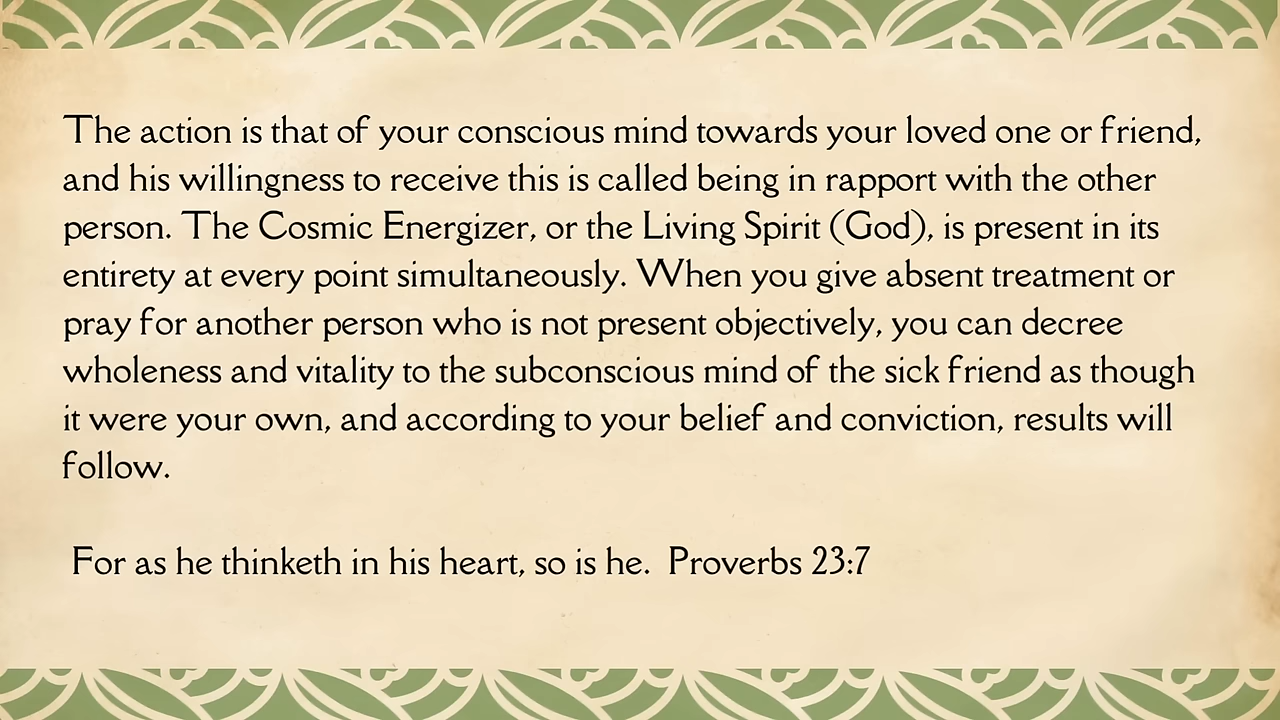 The action is that of your conscious mind towards your loved one or friend,
and his willingness to receive this is called being in rapport with the other
person. The Cosmic Energizer, or the Living Spirit (God), is present in its
entirety at every point simultaneously. When you give absent treatment or
pray for another person who is not present objectively, you can decree
wholeness and vitality to the subconscious mind of the sick friend as though
it were your own, and according to your belief and conviction, results will
follow.
For as he thinketh in his heart, so is he. Proverbs 23:7